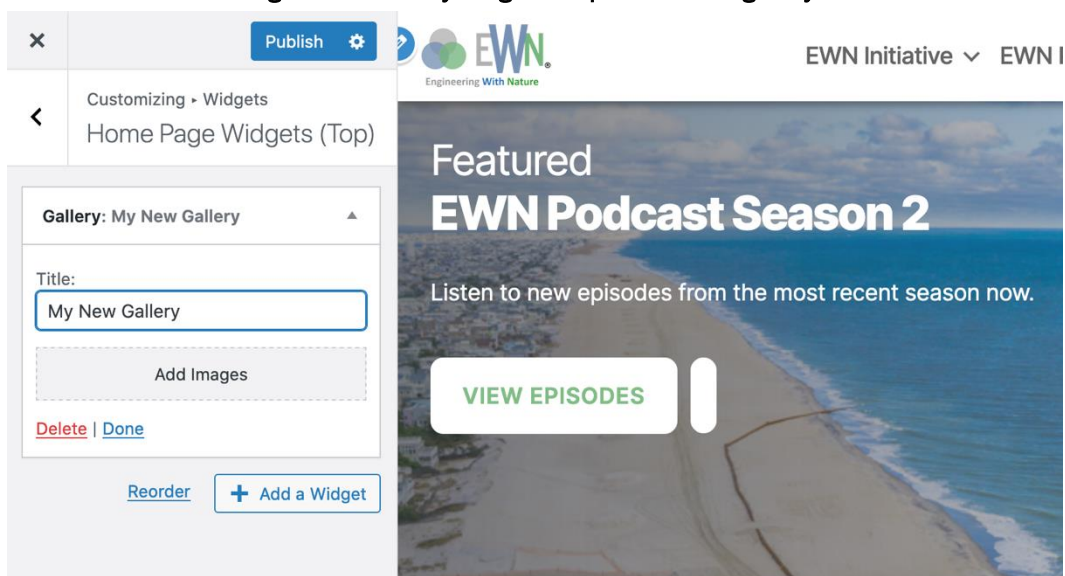 Publish
Customizing ▸ Widgets
Home Page Widgets (Top)
Gallery: My New Gallery
Title:
My New Gallery
Add Images
Delete | Done
Reorder
+ Add a Widget
EWN®
Engineering With Nature
EWN Initiative
EWN
Featured
EWN Podcast Season 2
Listen to new episodes from the most recent season now.
VIEW EPISODES